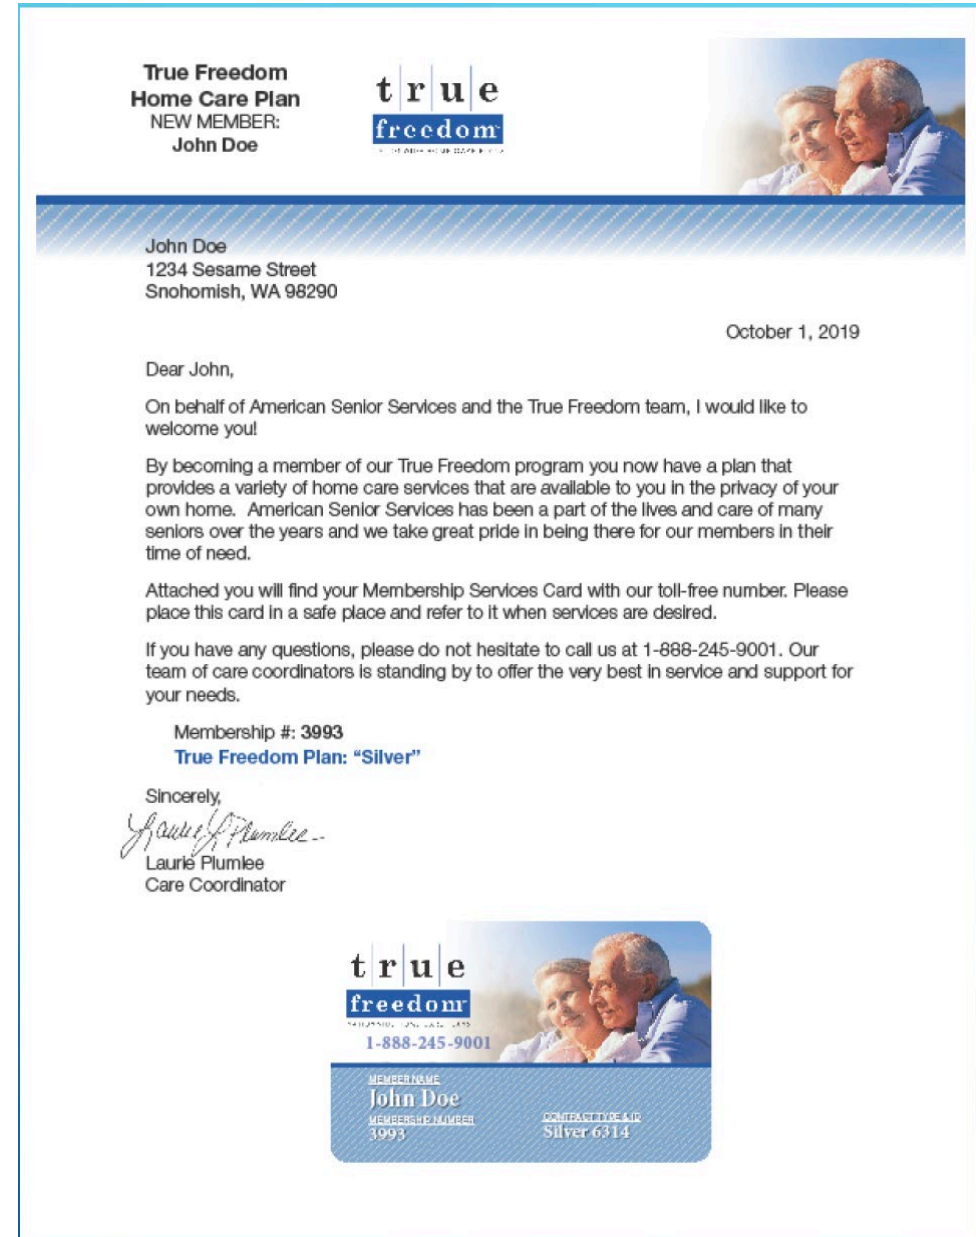 True Freedom
Home Care Plan
NEW MEMBER:
John Doe
true
freedom
John Doe
1234 Sesame Street
Snohomish, WA 98290
October 1, 2019
Dear John,
On behalf of American Senior Services and the True Freedom team, I would like to
welcome you!
By becoming a member of our True Freedom program you now have a plan that
provides a variety of home care services that are available to you in the privacy of your
own home.  American Senior Services has been a part of the lives and care of many
seniors over the years and we take great pride in being there for our members in their
time of need.
Attached you will find your Membership Services Card with our toll-free number. Please
place this card in a safe place and refer to it when services are desired.
If you have any questions, please do not hesitate to call us at 1-888-245-9001. Our
team of care coordinators is standing by to offer the very best in service and support for
your needs.
Membership #: 3993
True Freedom Plan: “Silver”
Sincerely,
Laurie J Plumlee
Laurie Plumlee
Care Coordinator
true
freedom
1-888-245-9001
MEMBER NAME
John Doe
MEMBERSHIP NUMBER
3993
CONTRACT TYPE & ID
Silver 6314